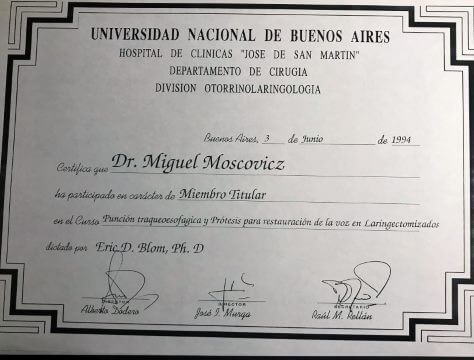 UNIVERSIDAD NACIONAL DE BUENOS AIRES
HOSPITAL DE CLINICAS "JOSE DE SAN MARTIN"
DEPARTAMENTO DE CIRUGIA
DIVISION OTORRINOLARINGOLOGIA
Buenos Aires, 3 de Junio de 1994
Certifica que Dr. Miguel Moscovicz
ha participado en carácter de Miembro Titular
en el Curso Punción traqueoesofagica y Prótesis para restauración de la voz en Laringectomizados
dictado por Eric D. Blom, Ph. D
DIRECTOR DIRECTOR SECRETARIO
Alberto Dodero José I. Murga Raúl M. Rellán